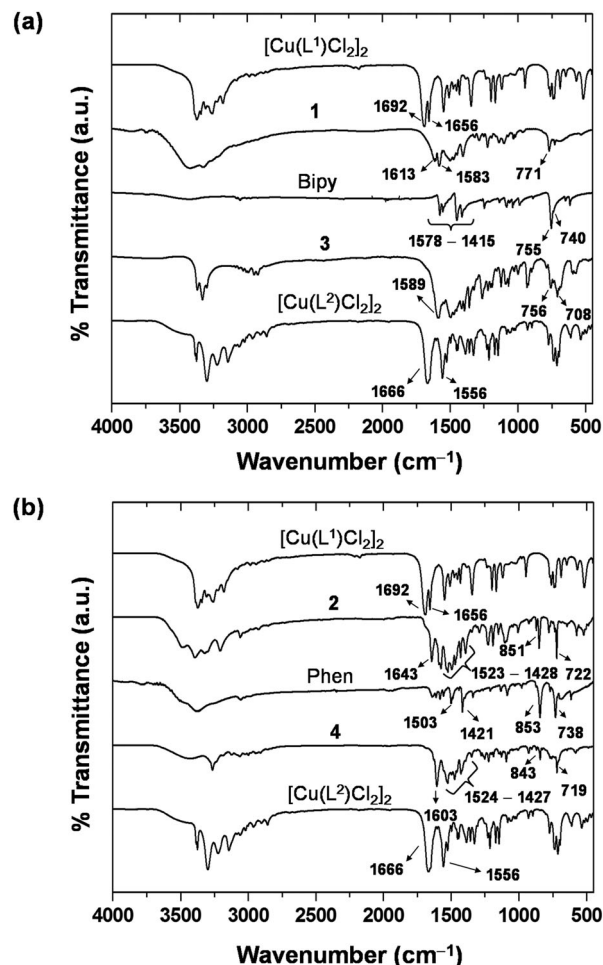 (a)
% Transmittance (a.u.)
[Cu(L¹)Cl₂]₂
1692
1656
1
1613
1583
771
Bipy
1578 – 1415
755
740
3
1589
756
708
[Cu(L²)Cl₂]₂
1666
1556
4000 3500 3000 2500 2000 1500 1000 500
Wavenumber (cm⁻¹)
(b)
% Transmittance (a.u.)
[Cu(L¹)Cl₂]₂
1692
1656
2
851
1643
1523 – 1428
722
Phen
1503
1421
853
738
4
843
1524 – 1427
719
1603
[Cu(L²)Cl₂]₂
1666
1556
4000 3500 3000 2500 2000 1500 1000 500
Wavenumber (cm⁻¹)